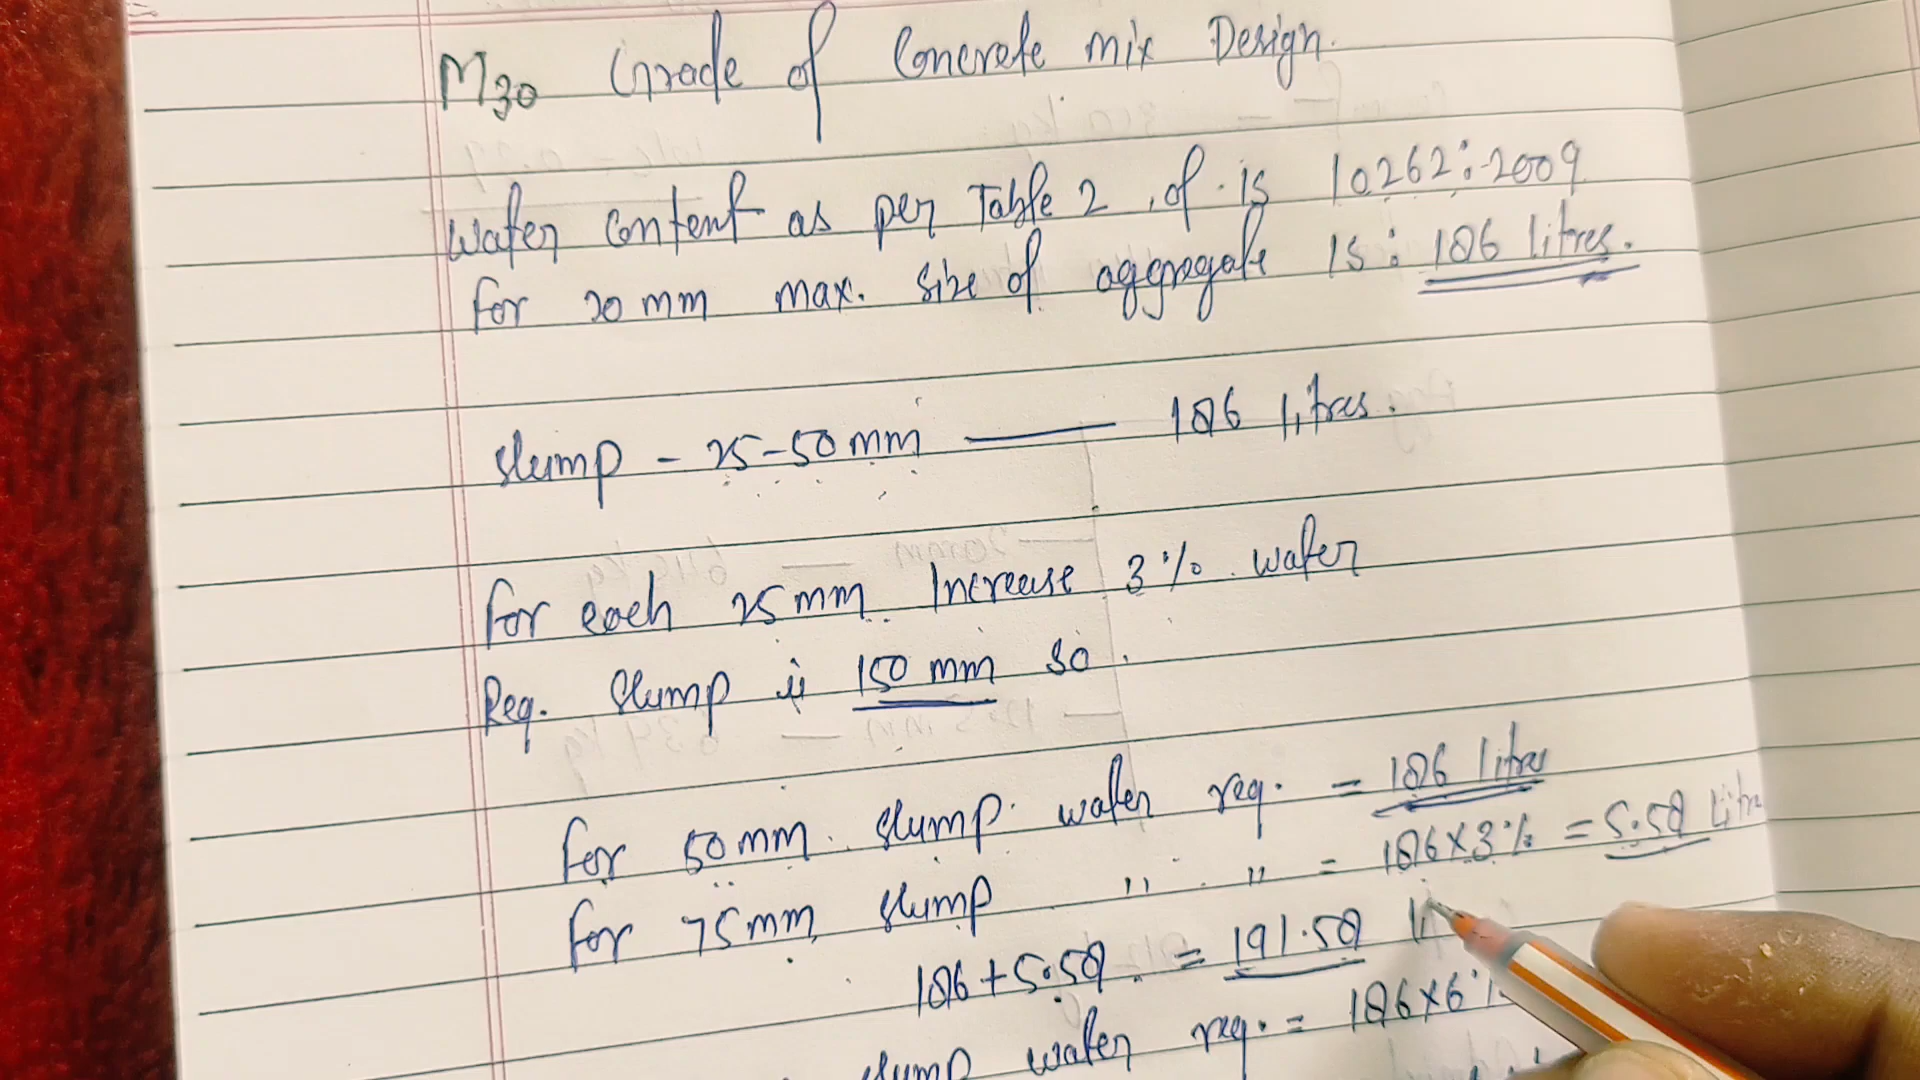 M30 Grade of Concrete mix Design.
Water content as per Table 2, of IS 10262:-2009
for 20 mm max. Size of aggregate Is: 186 litres.
Slump - 25-50 mm — 186 litres.
for each 25 mm Increase 3% water
Req. Slump is 150 mm So.
for 50 mm slump water req. = 186 litres
for 75 mm slump " " = 186×3% = 5.58 Litre
186+5.58 = 191.58
slump water req. = 186×6%